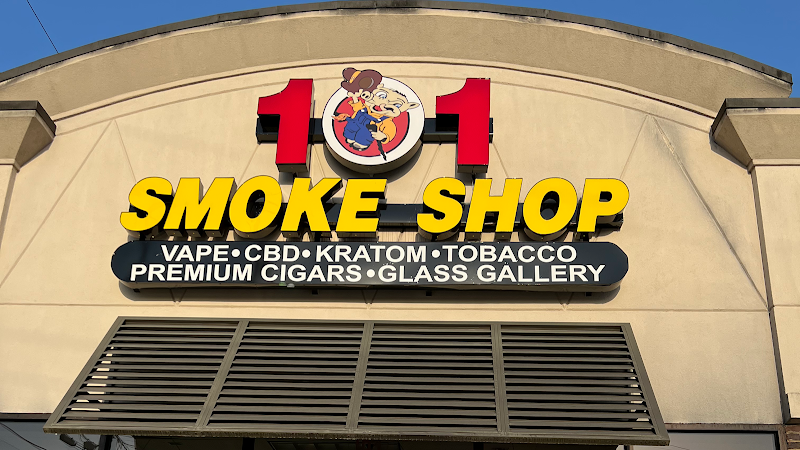 101
SMOKE SHOP
VAPE•CBD•KRATOM•TOBACCO
PREMIUM CIGARS•GLASS GALLERY